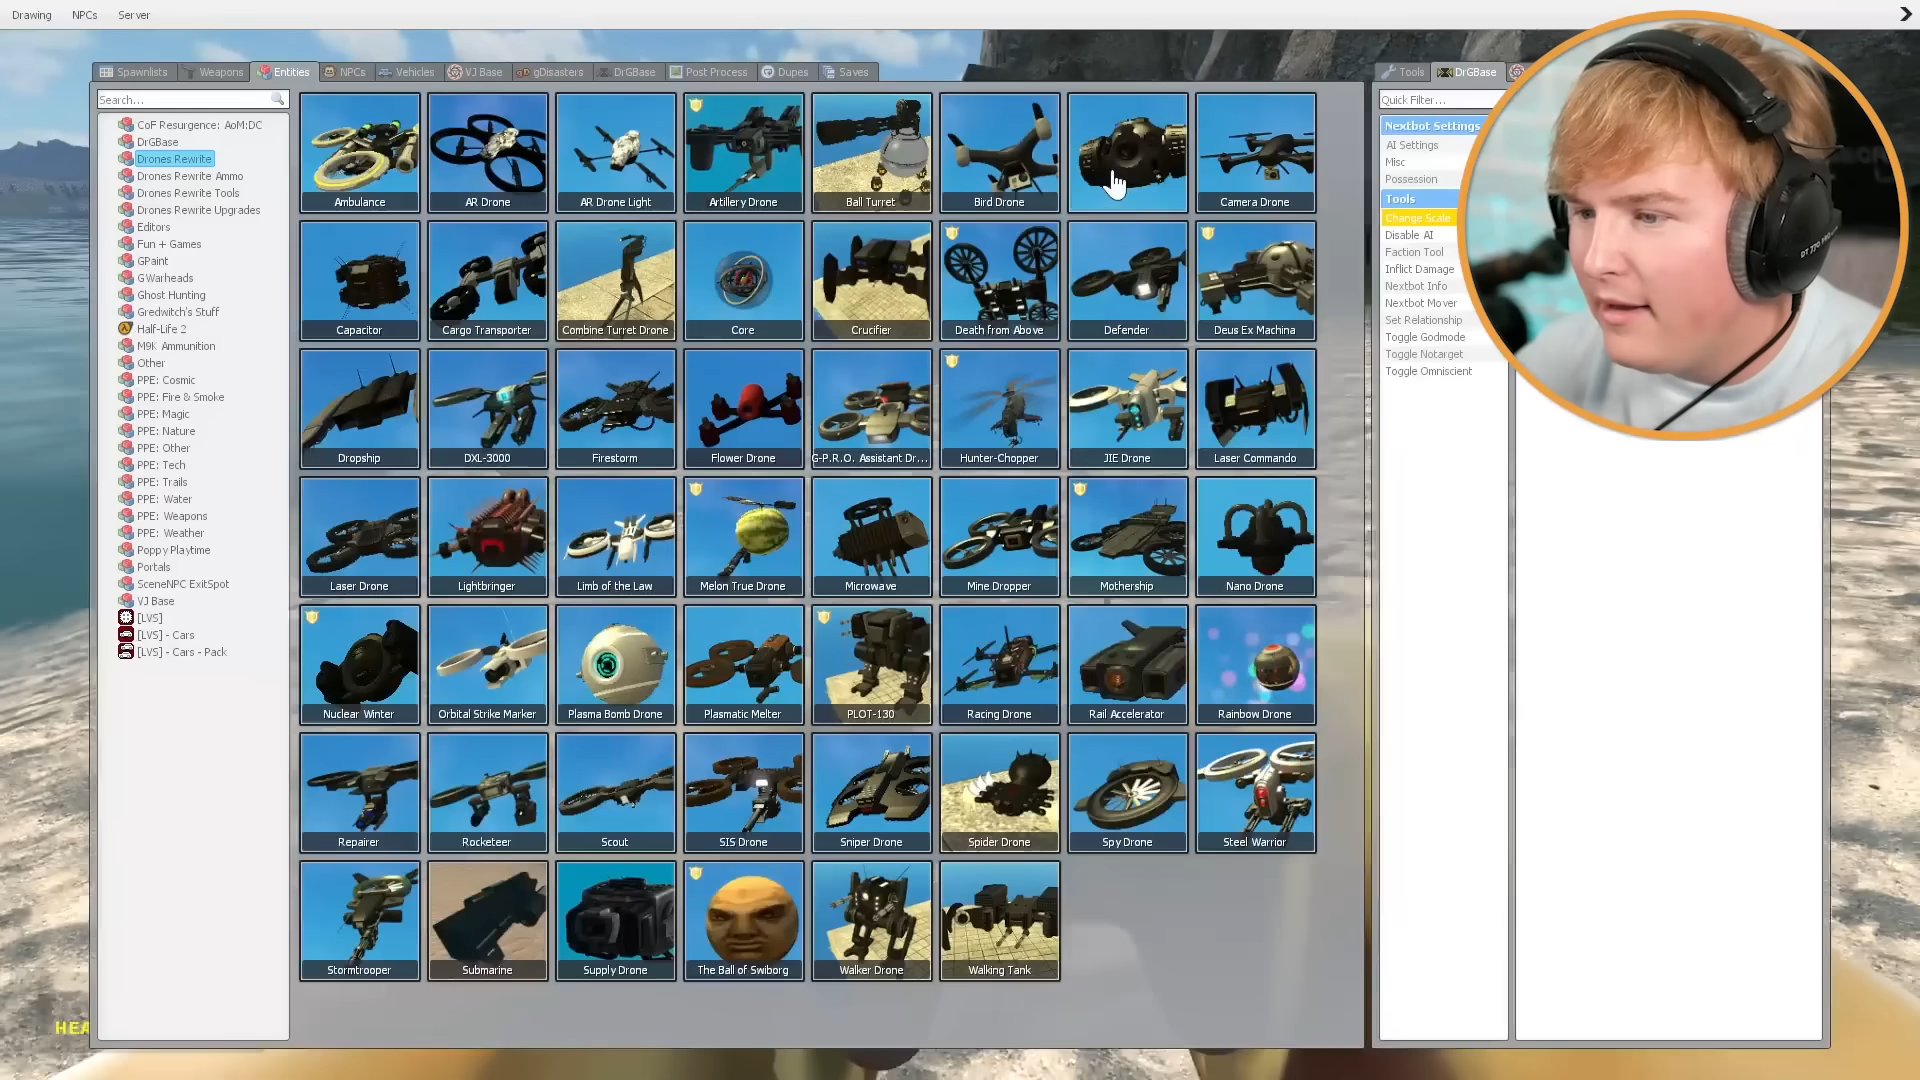 Drawing NPCs Server
Spawnlists Weapons Entities NPCs Vehicles VJ Base gDisasters DrGBase Post Process Dupes Saves
Tools DrGBase
Search...
Quick Filter...
CoF Resurgence: AoM:DC
DrGBase
Drones Rewrite
Drones Rewrite Ammo
Drones Rewrite Tools
Drones Rewrite Upgrades
Editors
Fun + Games
GPaint
GWarheads
Ghost Hunting
Gredwitch's Stuff
Half-Life 2
M9K Ammunition
Other
PPE: Cosmic
PPE: Fire & Smoke
PPE: Magic
PPE: Nature
PPE: Other
PPE: Tech
PPE: Trails
PPE: Water
PPE: Weapons
PPE: Weather
Poppy Playtime
Portals
SceneNPC ExitSpot
VJ Base
[LVS]
[LVS] - Cars
[LVS] - Cars - Pack
Ambulance AR Drone AR Drone Light Artillery Drone Ball Turret Bird Drone Camera Drone
Capacitor Cargo Transporter Combine Turret Drone Core Crucifier Death from Above Defender Deus Ex Machina
Dropship DXL-3000 Firestorm Flower Drone G-P.R.O. Assistant Dr... Hunter-Chopper JIE Drone Laser Commando
Laser Drone Lightbringer Limb of the Law Melon True Drone Microwave Mine Dropper Mothership Nano Drone
Nuclear Winter Orbital Strike Marker Plasma Bomb Drone Plasmatic Melter PLOT-130 Racing Drone Rail Accelerator Rainbow Drone
Repairer Rocketeer Scout SIS Drone Sniper Drone Spider Drone Spy Drone Steel Warrior
Stormtrooper Submarine Supply Drone The Ball of Swiborg Walker Drone Walking Tank
Nextbot Settings
AI Settings
Misc
Possession
Tools
Change Scale
Disable AI
Faction Tool
Inflict Damage
Nextbot Info
Nextbot Mover
Set Relationship
Toggle Godmode
Toggle Notarget
Toggle Omniscient
DT 770 PRO
HEA